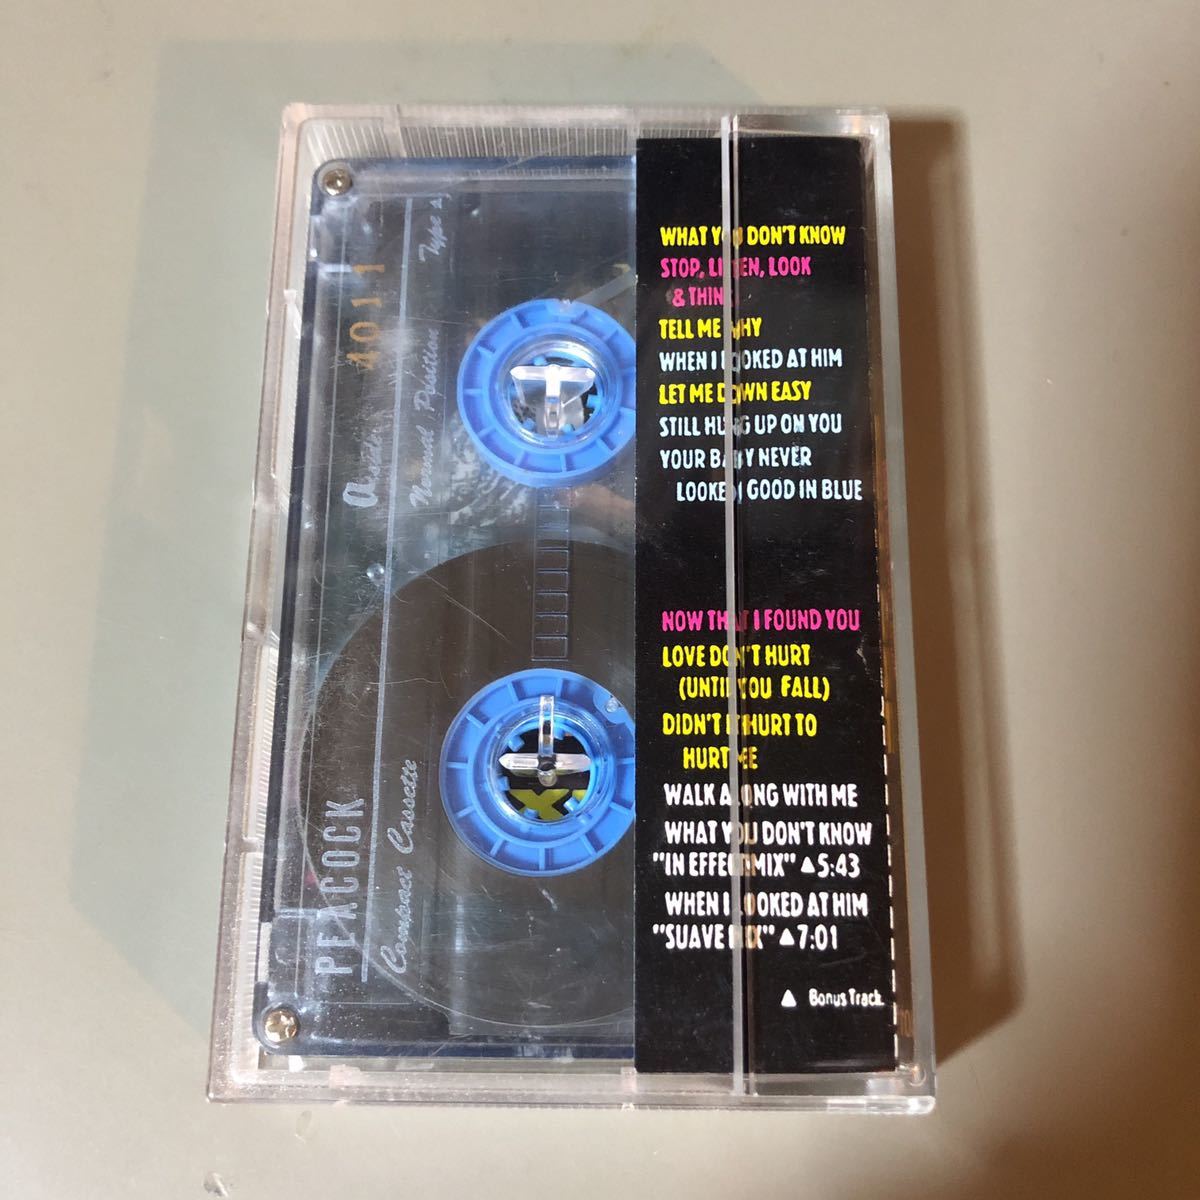 WHAT YOU DON'T KNOW
STOP, LISTEN, LOOK
& THINK
TELL ME WHY
WHEN I LOOKED AT HIM
LET ME DOWN EASY
STILL HUNG UP ON YOU
YOUR BABY NEVER
LOOKED GOOD IN BLUE
NOW THAT I FOUND YOU
LOVE DON'T HURT
(UNTIL YOU FALL)
DIDN'T IT HURT TO
HURT ME
WALK ALONG WITH ME
WHAT YOU DON'T KNOW
"IN EFFECT MIX" ▲5:43
WHEN I LOOKED AT HIM
"SUAVE MIX" ▲7:01
▲ Bonus Track
PEACOCK
Compact Cassette
a side
4011
Normal Position
Type